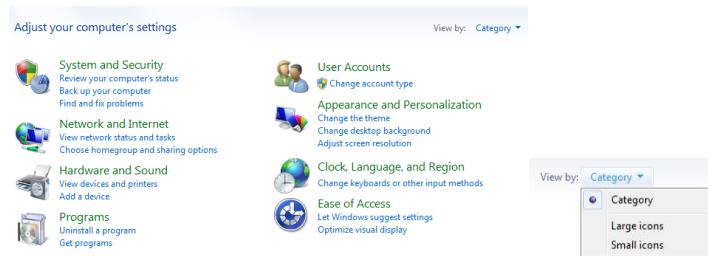 Adjust your computer's settings
View by: Category
System and Security
Review your computer's status
Back up your computer
Find and fix problems
Network and Internet
View network status and tasks
Choose homegroup and sharing options
Hardware and Sound
View devices and printers
Add a device
Programs
Uninstall a program
Get programs
User Accounts
Change account type
Appearance and Personalization
Change the theme
Change desktop background
Adjust screen resolution
Clock, Language, and Region
Change keyboards or other input methods
Ease of Access
Let Windows suggest settings
Optimize visual display
View by: Category
Category
Large icons
Small icons